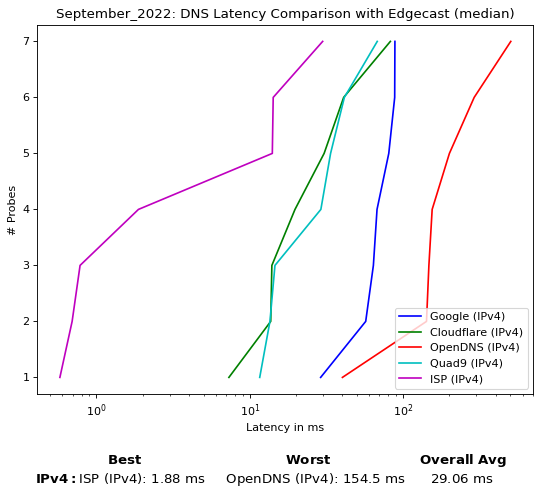 September_2022: DNS Latency Comparison with Edgecast (median)
7
6
5
4
3
2
1
# Probes
10^0 10^1 10^2
Latency in ms
Google (IPv4)
Cloudflare (IPv4)
OpenDNS (IPv4)
Quad9 (IPv4)
ISP (IPv4)
Best Worst Overall Avg
IPv4: ISP (IPv4): 1.88 ms OpenDNS (IPv4): 154.5 ms 29.06 ms